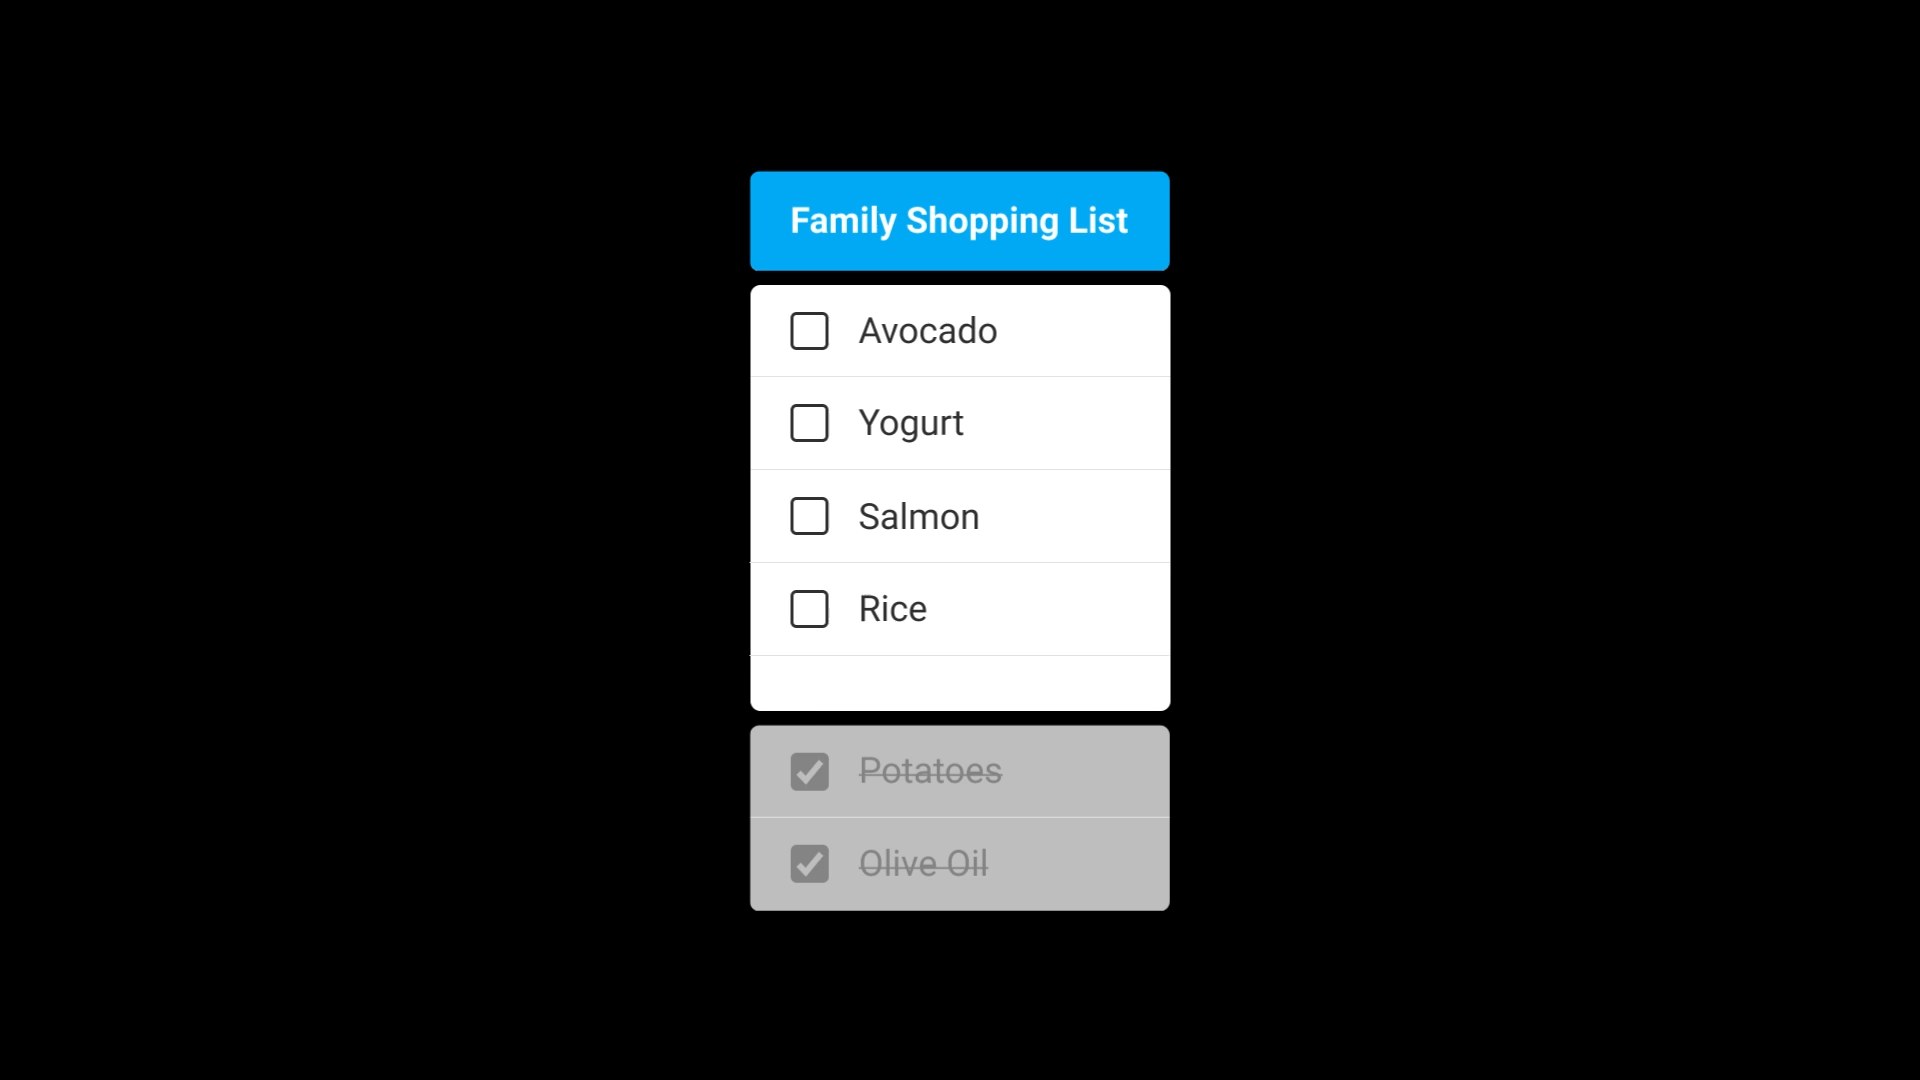 Family Shopping List
Avocado
Yogurt
Salmon
Rice
Potatoes
Olive Oil